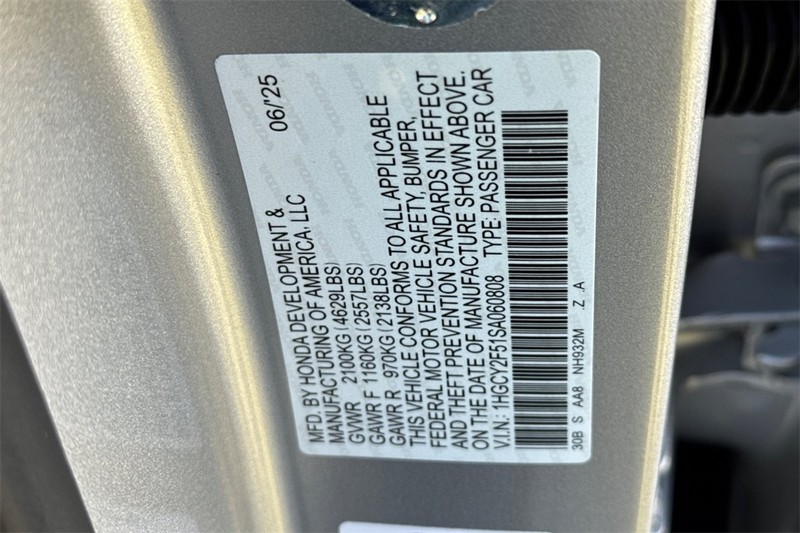 MFD. BY HONDA DEVELOPMENT & 06/'25
MANUFACTURING OF AMERICA, LLC
GVWR 2100KG (4629LBS)
GAWR F 1160KG (2557LBS)
GAWR R 970KG (2138LBS)
THIS VEHICLE CONFORMS TO ALL APPLICABLE
FEDERAL MOTOR VEHICLE SAFETY, BUMPER,
AND THEFT PREVENTION STANDARDS IN EFFECT
ON THE DATE OF MANUFACTURE SHOWN ABOVE.
V.I.N.: 1HGCY2F51SA060808 TYPE: PASSENGER CAR
30B S AA8 NH932M .Z .A